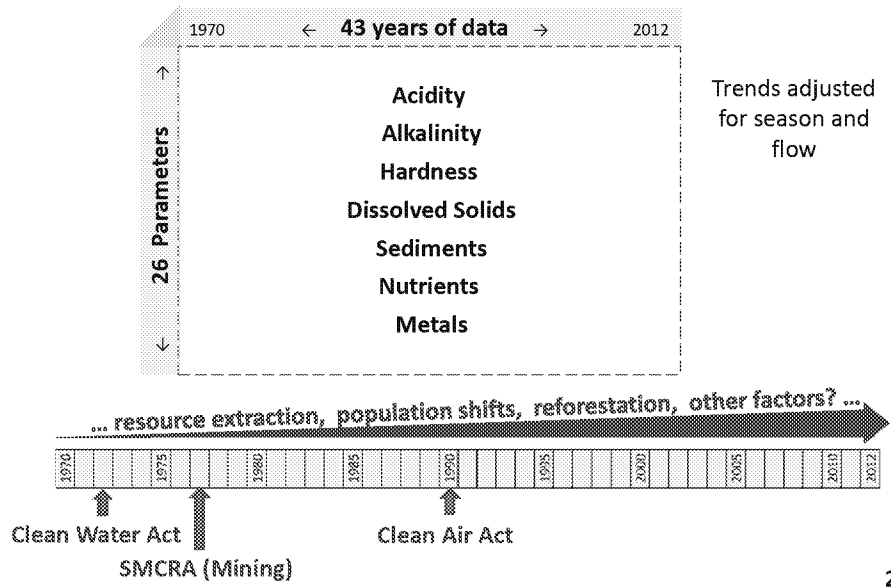 1970 ← 43 years of data → 2012
← 26 Parameters →
Acidity
Alkalinity
Hardness
Dissolved Solids
Sediments
Nutrients
Metals
Trends adjusted
for season and
flow
... resource extraction, population shifts, reforestation, other factors? ...
1970 1975 1980 1985 1990 1995 2000 2005 2010 2012
Clean Water Act
SMCRA (Mining)
Clean Air Act
2